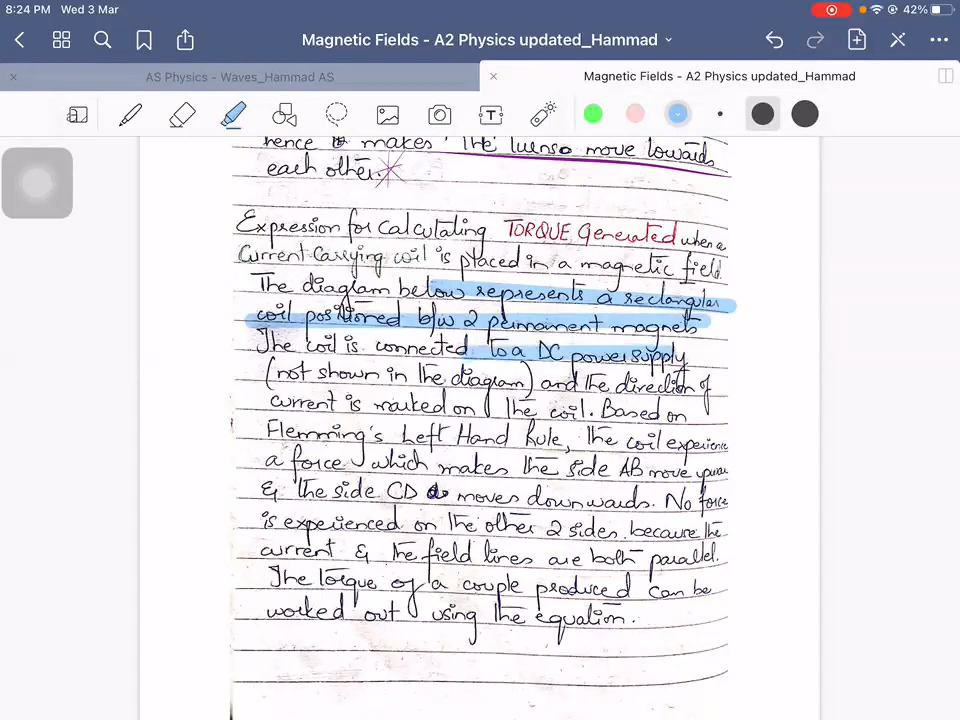 8:24 PM Wed 3 Mar
42%
Magnetic Fields - A2 Physics updated_Hammad
AS Physics - Waves_Hammad AS
Magnetic Fields - A2 Physics updated_Hammad
hence makes the turns move towards
each other.
Expression for Calculating TORQUE Generated when a
Current Carrying coil is placed in a magnetic field.
The diagram below represents a rectangular
coil positioned b/w 2 permanent magnets
The coil is connected to a DC power supply
(not shown in the diagram) and the direction of
current is marked on the coil. Based on
Flemming's Left Hand Rule, the coil experience
a force which makes the side AB move
& the side CD moves downwards. No force
is experienced on the other 2 sides. because the
current & the field lines are both parallel.
The torque of a couple produced can be
worked out using the equation.